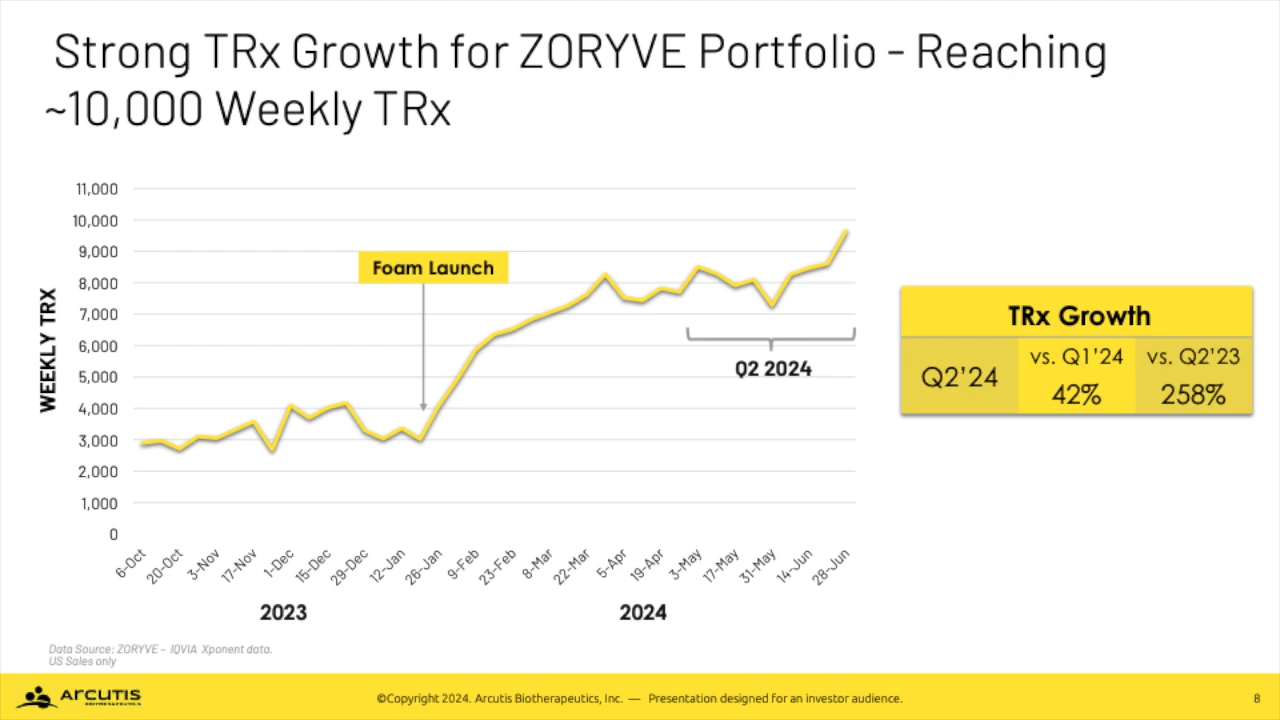 Strong TRx Growth for ZORYVE Portfolio - Reaching
~10,000 Weekly TRx
WEEKLY TRX
11,000
10,000
9,000
8,000
7,000
6,000
5,000
4,000
3,000
2,000
1,000
0
Foam Launch
Q2 2024
6-Oct
20-Oct
3-Nov
17-Nov
1-Dec
15-Dec
29-Dec
12-Jan
26-Jan
9-Feb
23-Feb
8-Mar
22-Mar
5-Apr
19-Apr
3-May
17-May
31-May
14-Jun
28-Jun
2023
2024
TRx Growth
Q2’24
vs. Q1’24
42%
vs. Q2’23
258%
Data Source: ZORYVE – IQVIA Xponent data.
US Sales only
ARCUTIS
BIOTHERAPEUTICS
©Copyright 2024. Arcutis Biotherapeutics, Inc. — Presentation designed for an investor audience.
8